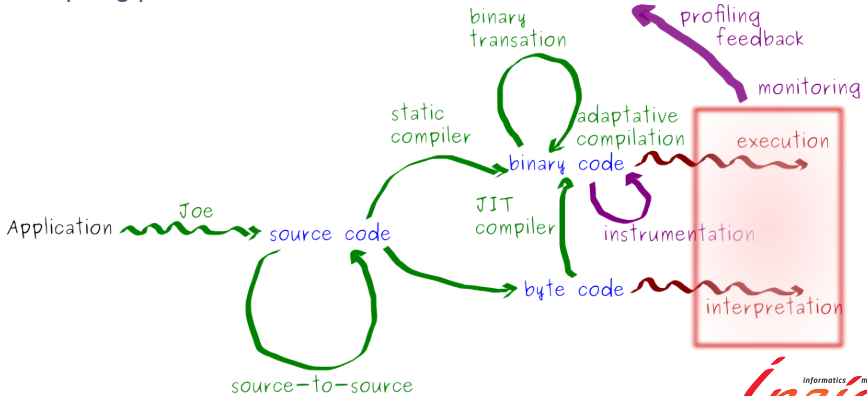 binary
transation
profiling
feedback
monitoring
static
compiler
adaptative
compilation
execution
binary code
Application
Joe
source code
JIT
compiler
instrumentation
byte code
interpretation
source-to-source
informatics